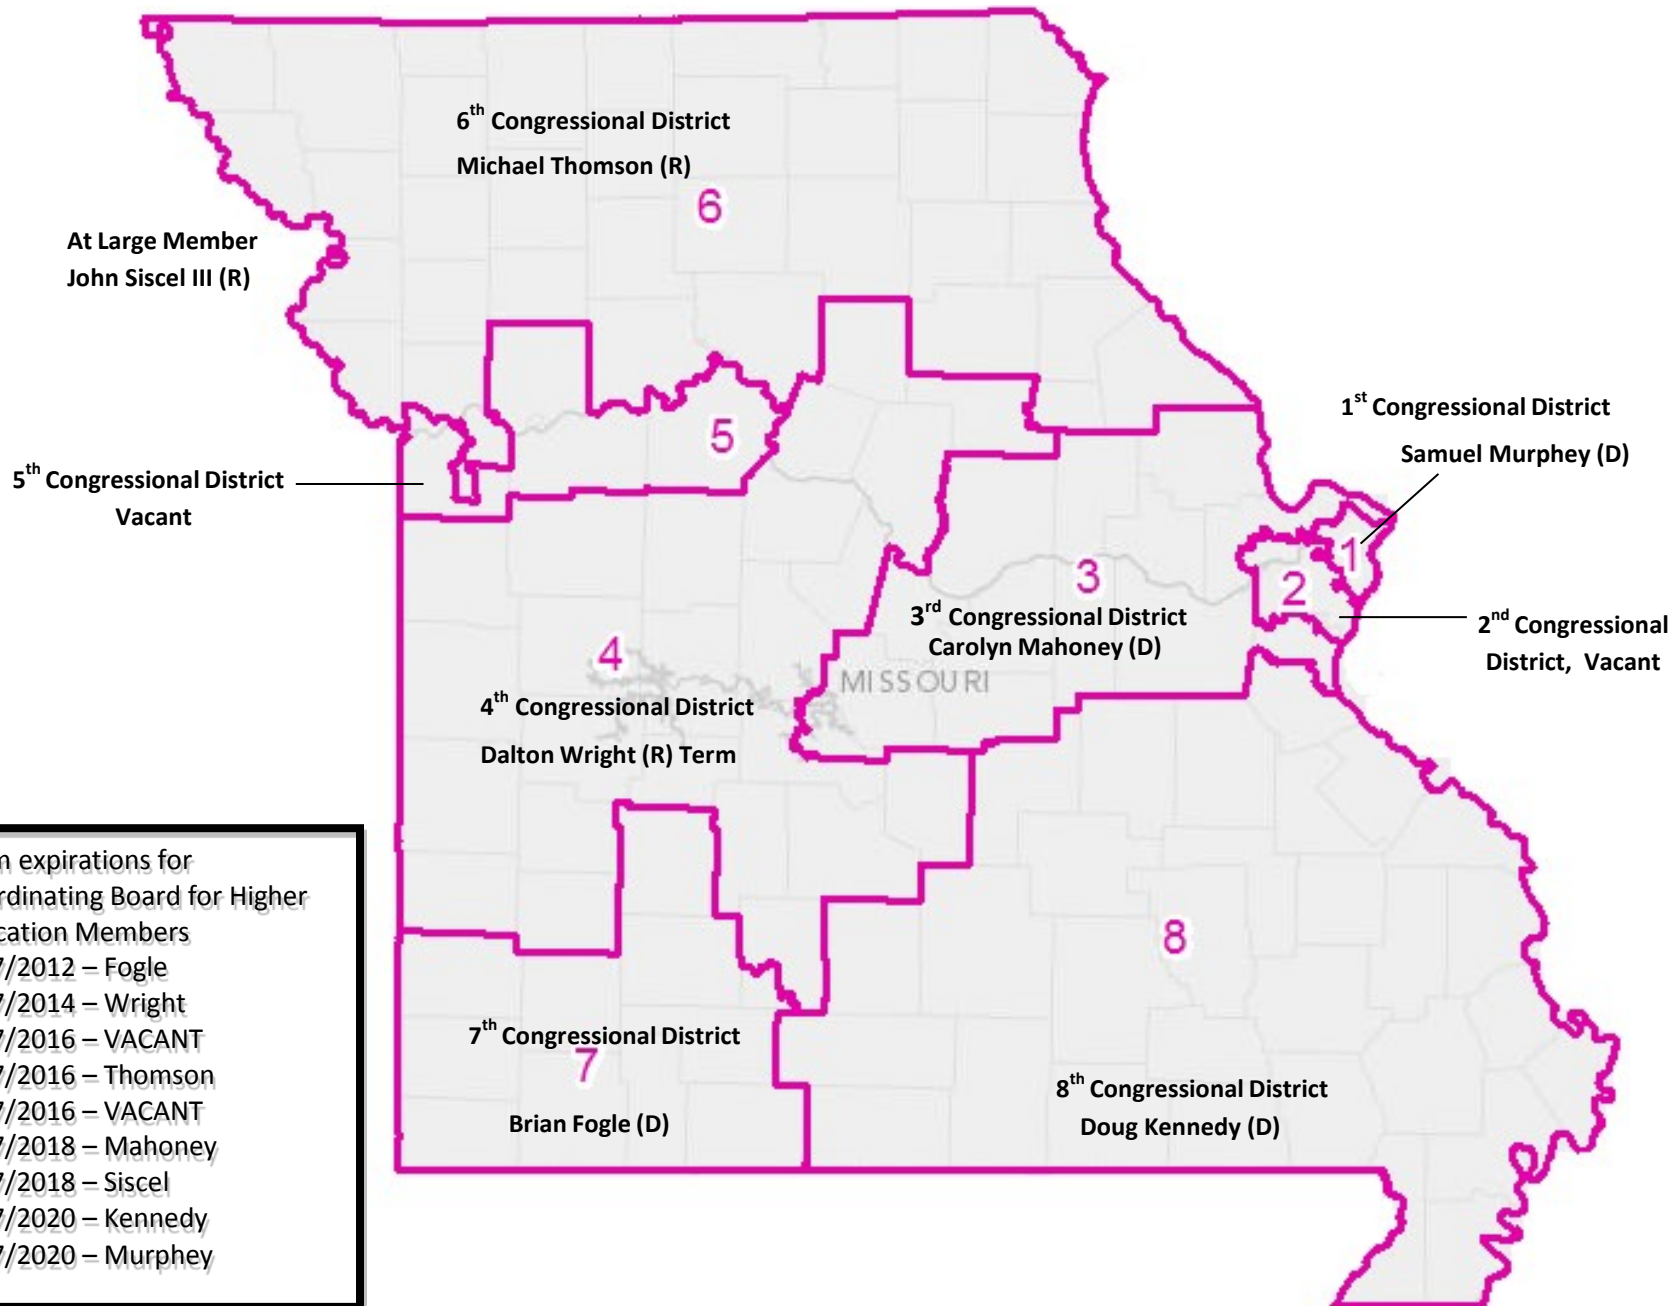 6th Congressional District
Michael Thomson (R)
6
At Large Member
John Siscel III (R)
5
1st Congressional District
Samuel Murphey (D)
5th Congressional District
Vacant
1
2
3
3rd Congressional District
Carolyn Mahoney (D)
2nd Congressional
District, Vacant
4
MISSOURI
4th Congressional District
Dalton Wright (R) Term
8
7th Congressional District
7
Brian Fogle (D)
8th Congressional District
Doug Kennedy (D)
expirations for
Board for Higher
Members
/2012 – Fogle
/2014 – Wright
/2016 – VACANT
/2016 – Thomson
/2016 – VACANT
/2018 – Mahoney
/2018 – Siscel
/2020 – Kennedy
/2020 – Murphey